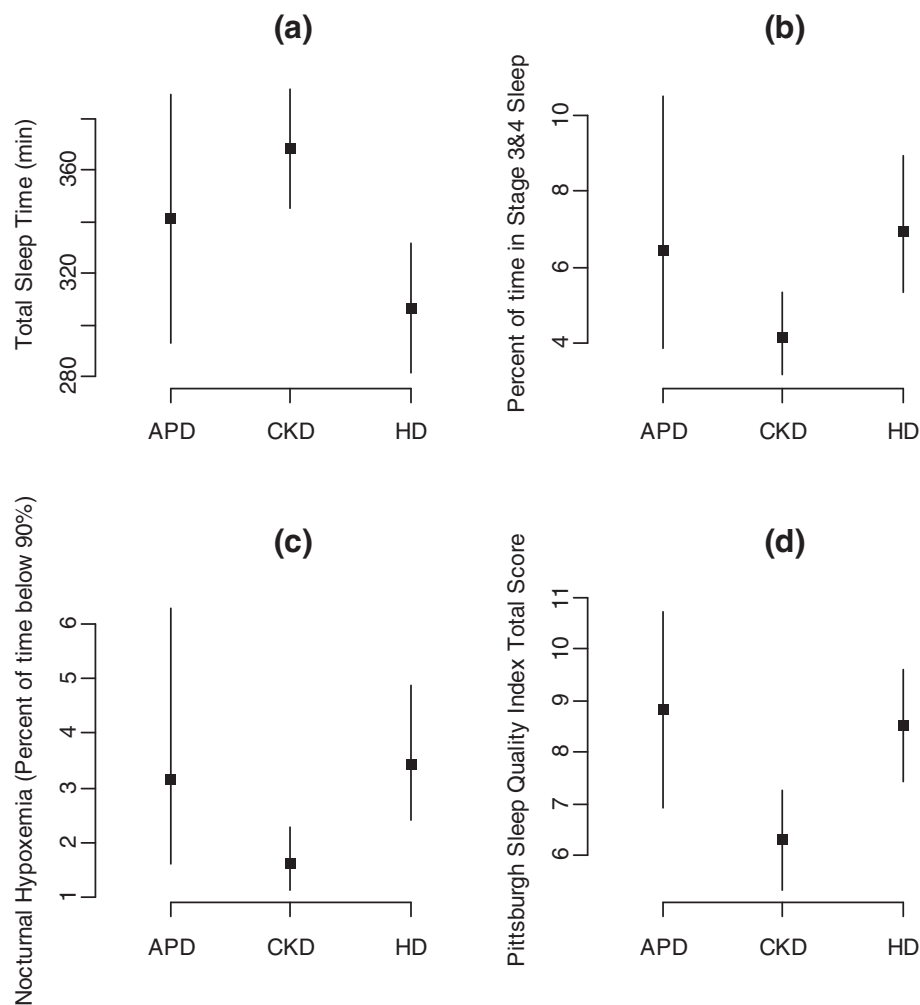 (a)
Total Sleep Time (min)
360
320
280
APD CKD HD
(b)
Percent of time in Stage 3&4 Sleep
10
8
6
4
APD CKD HD
(c)
Nocturnal Hypoxemia (Percent of time below 90%)
6
5
4
3
2
1
APD CKD HD
(d)
Pittsburgh Sleep Quality Index Total Score
11
10
9
8
7
6
APD CKD HD